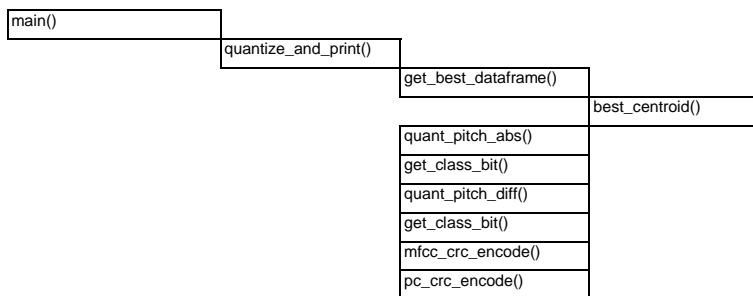 main()
quantize_and_print()
get_best_dataframe()
best_centroid()
quant_pitch_abs()
get_class_bit()
quant_pitch_diff()
get_class_bit()
mfcc_crc_encode()
pc_crc_encode()